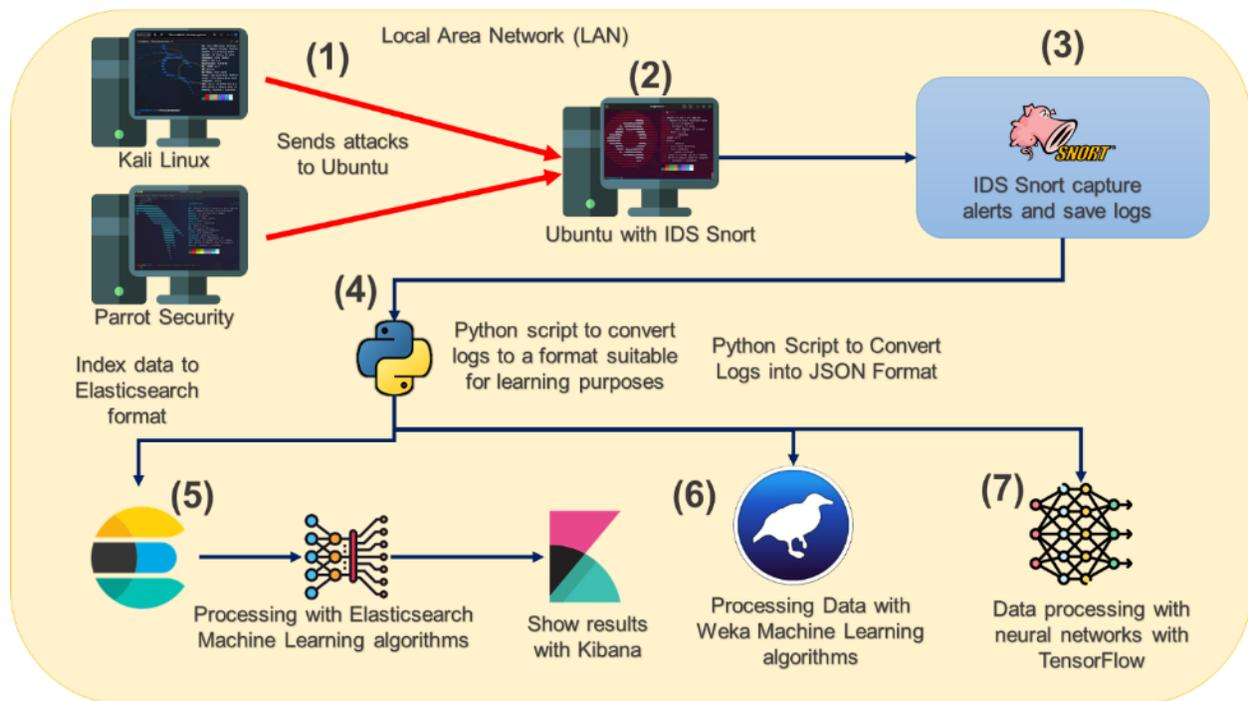 Local Area Network (LAN)
(1)
(2)
(3)
Kali Linux
Sends attacks
to Ubuntu
SNORT
IDS Snort capture
alerts and save logs
Ubuntu with IDS Snort
Parrot Security
(4)
Python script to convert
logs to a format suitable
for learning purposes
Python Script to Convert
Logs into JSON Format
Index data to
Elasticsearch
format
(5)
(6)
(7)
Processing with Elasticsearch
Machine Learning algorithms
Show results
with Kibana
Processing Data with
Weka Machine Learning
algorithms
Data processing with
neural networks with
TensorFlow